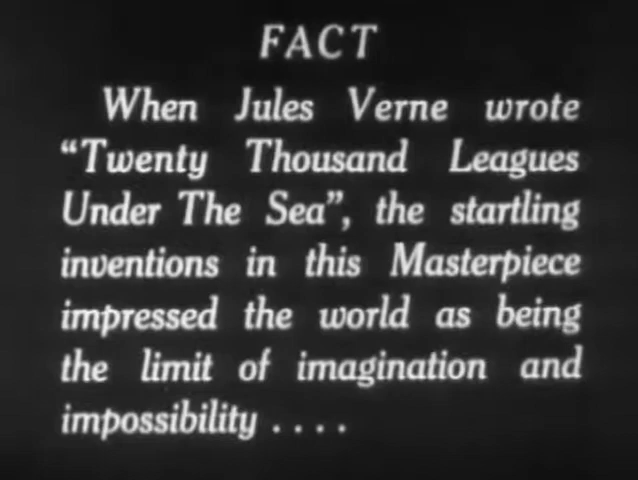 FACT
When Jules Verne wrote
“Twenty Thousand Leagues
Under The Sea”, the startling
inventions in this Masterpiece
impressed the world as being
the limit of imagination and
impossibility . . . .